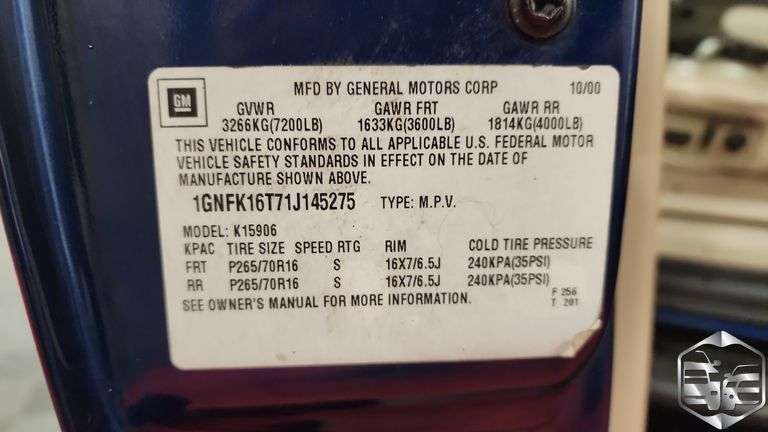 GM
MFD BY GENERAL MOTORS CORP 10/00
GVWR GAWR FRT GAWR RR
3266KG(7200LB) 1633KG(3600LB) 1814KG(4000LB)
THIS VEHICLE CONFORMS TO ALL APPLICABLE U.S. FEDERAL MOTOR
VEHICLE SAFETY STANDARDS IN EFFECT ON THE DATE OF
MANUFACTURE SHOWN ABOVE.
1GNFK16T71J145275 TYPE: M.P.V.
MODEL: K15906
KPAC TIRE SIZE SPEED RTG RIM COLD TIRE PRESSURE
FRT P265/70R16 S 16X7/6.5J 240KPA(35PSI)
RR P265/70R16 S 16X7/6.5J 240KPA(35PSI)
SEE OWNER'S MANUAL FOR MORE INFORMATION.
F 256
T 201